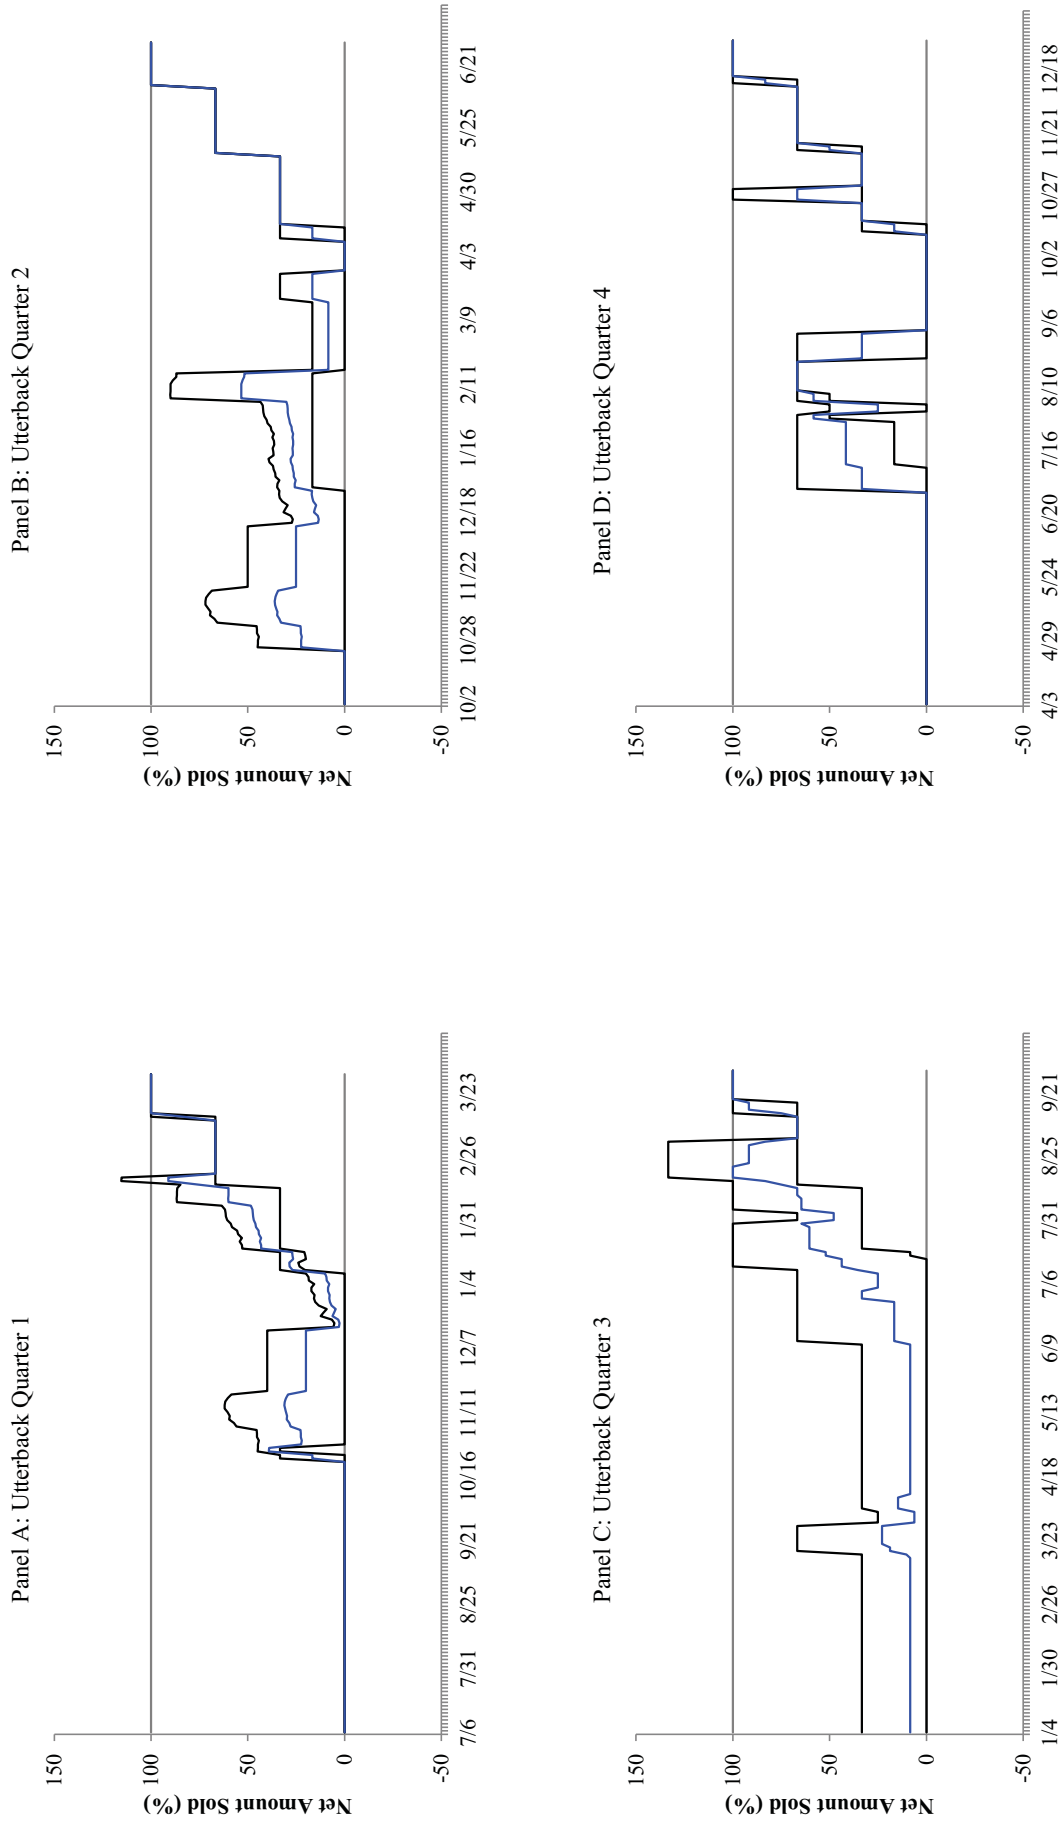 Panel A: Utterback Quarter 1
Net Amount Sold (%)
150
100
50
0
-50
7/6 7/31 8/25 9/21 10/16 11/11 12/7 1/4 1/31 2/26 3/23
Panel B: Utterback Quarter 2
Net Amount Sold (%)
150
100
50
0
-50
10/2 10/28 11/22 12/18 1/16 2/11 3/9 4/3 4/30 5/25 6/21
Panel C: Utterback Quarter 3
Net Amount Sold (%)
150
100
50
0
-50
1/4 1/30 2/26 3/23 4/18 5/13 6/9 7/6 7/31 8/25 9/21
Panel D: Utterback Quarter 4
Net Amount Sold (%)
150
100
50
0
-50
4/3 4/29 5/24 6/20 7/16 8/10 9/6 10/2 10/27 11/21 12/18